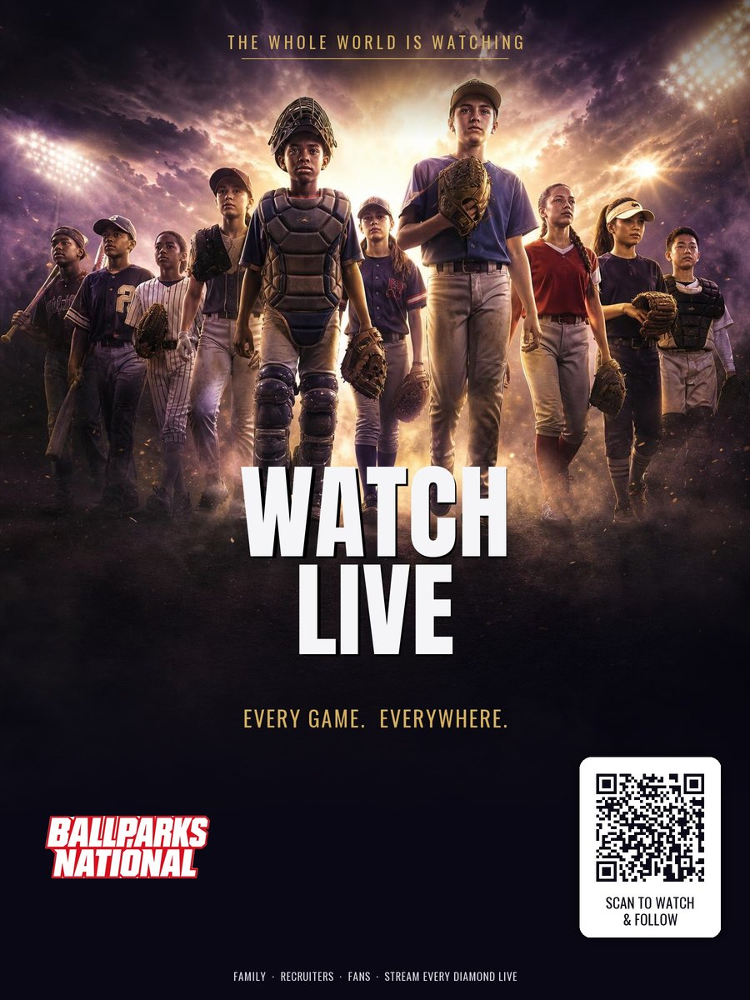 THE WHOLE WORLD IS WATCHING
2
WATCH
LIVE
EVERY GAME. EVERYWHERE.
BALLPARKS
NATIONAL
SCAN TO WATCH
& FOLLOW
FAMILY · RECRUITERS · FANS · STREAM EVERY DIAMOND LIVE